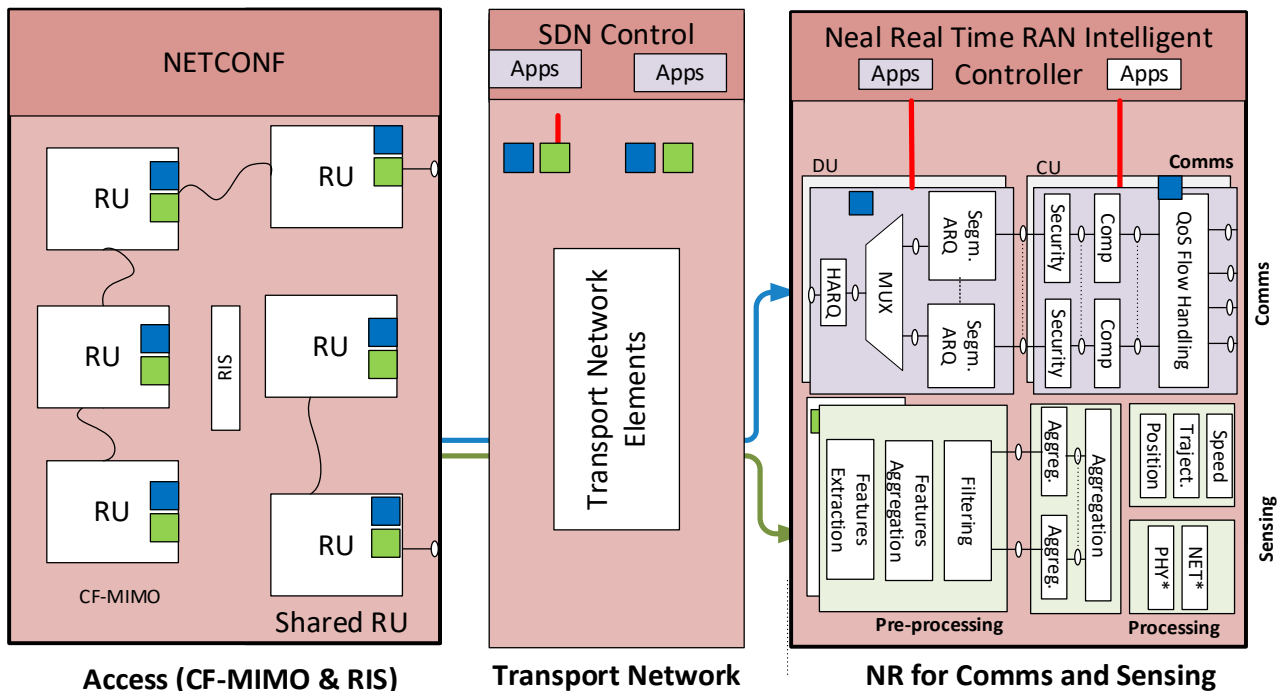 NETCONF
RU
RU
RU
RIS
RU
RU
RU
CF-MIMO
Shared RU
Access (CF-MIMO & RIS)
SDN Control
Apps
Apps
Transport Network
Elements
Transport Network
Neal Real Time RAN Intelligent
Apps
Controller
Apps
DU
CU
Comms
HARQ
MUX
Segm.
ARQ
Segm.
ARQ
Security
Security
Comp
Comp
QoS Flow Handling
Comms
Features
Extraction
Features
Aggregation
Filtering
Pre-processing
Aggreg.
Aggreg.
Aggregation
Position
Traject.
Speed
PHY*
NET*
Processing
Sensing
NR for Comms and Sensing